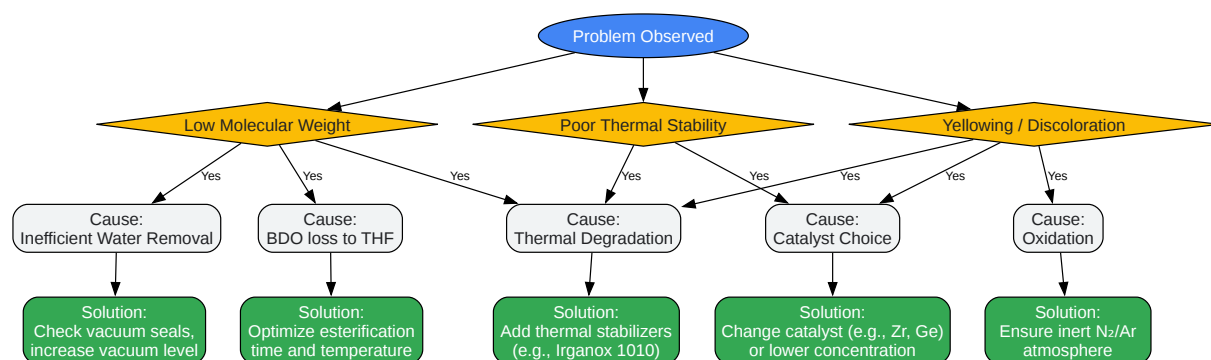 Problem Observed
Low Molecular Weight
Poor Thermal Stability
Yellowing / Discoloration
Yes
Yes
Yes
Yes
Yes
Yes
Yes
Yes
Cause:
Inefficient Water Removal
Cause:
BDO loss to THF
Cause:
Thermal Degradation
Cause:
Catalyst Choice
Cause:
Oxidation
Solution:
Check vacuum seals,
increase vacuum level
Solution:
Optimize esterification
time and temperature
Solution:
Add thermal stabilizers
(e.g., Irganox 1010)
Solution:
Change catalyst (e.g., Zr, Ge)
or lower concentration
Solution:
Ensure inert N₂/Ar
atmosphere